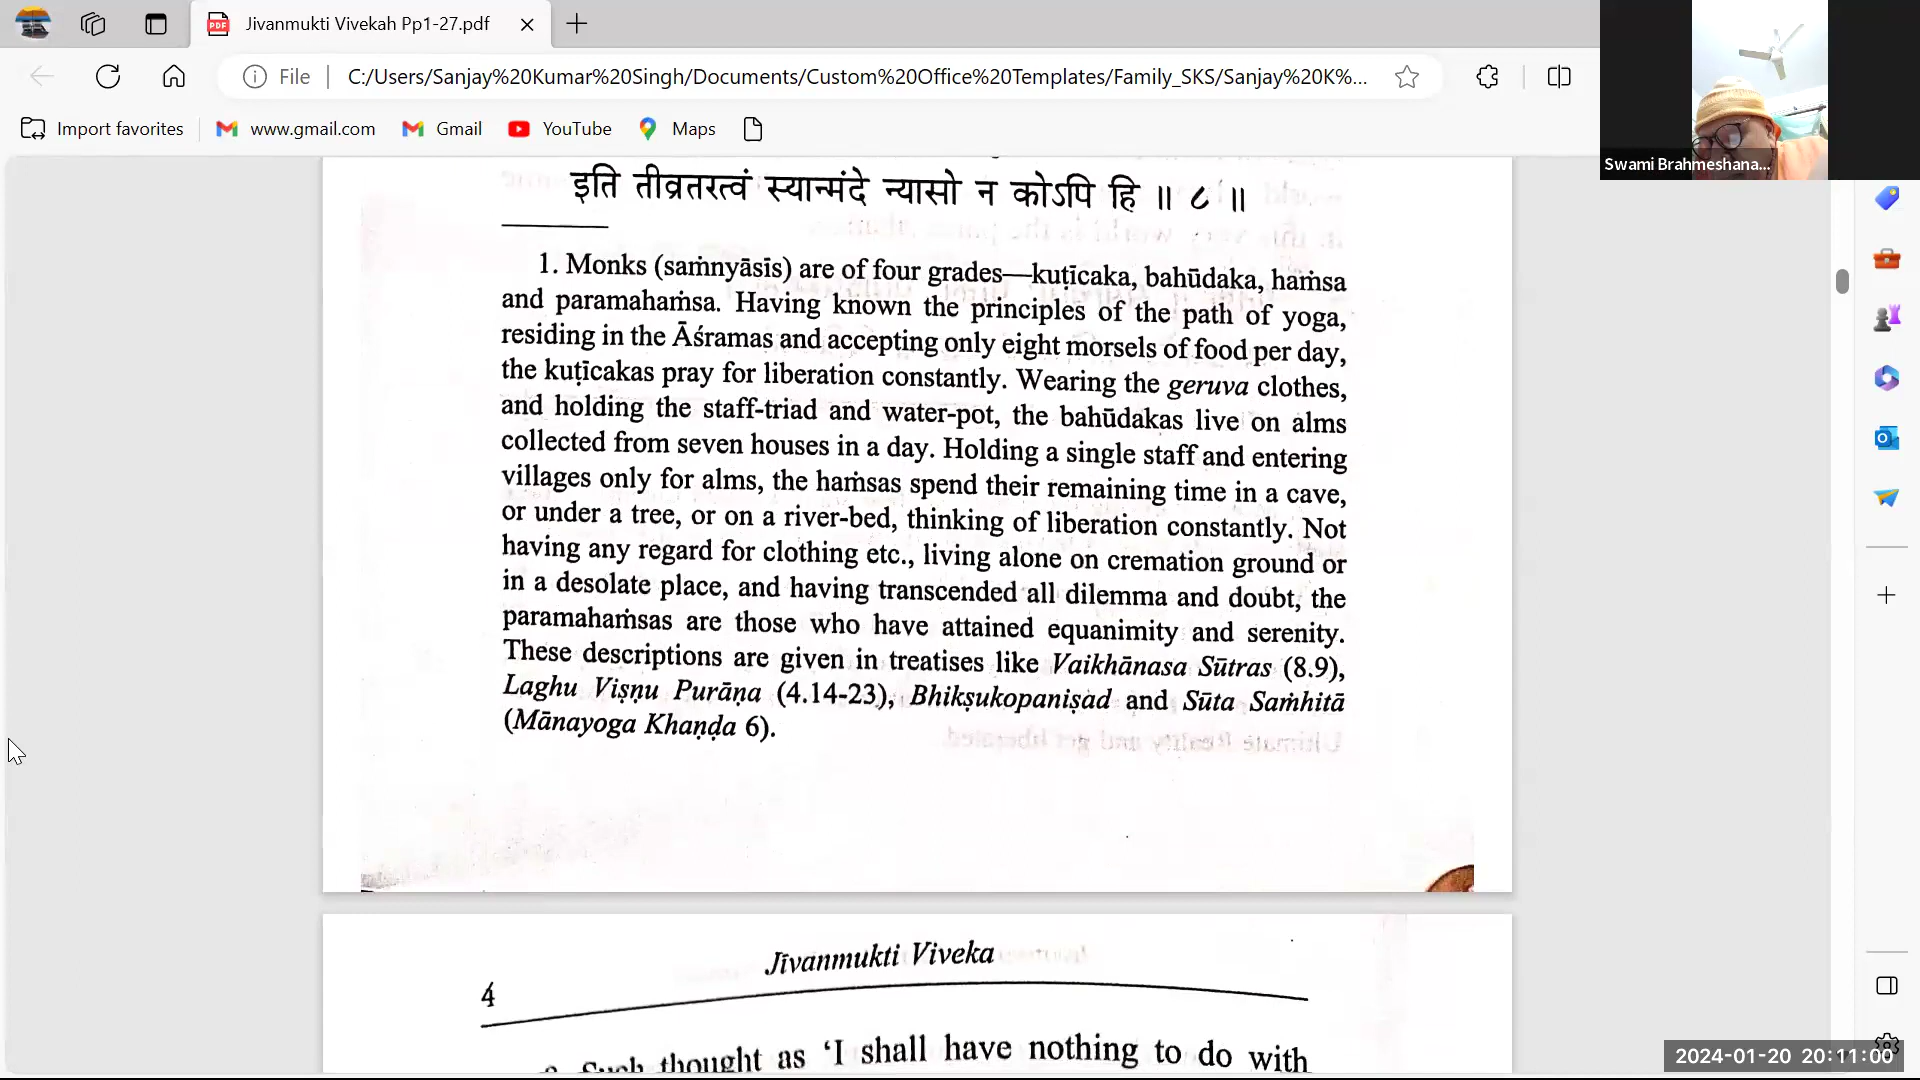 Jivanmukti Vivekah Pp1-27.pdf
File
C:/Users/Sanjay%20Kumar%20Singh/Documents/Custom%20Office%20Templates/Family_SKS/Sanjay%20K%...
Import favorites
www.gmail.com
Gmail
YouTube
Maps
Swami Brahmeshana...
इति तीव्रतरत्वं स्यान्मंदे न्यासो न कोऽपि हि ॥ ८ ॥
1. Monks (saṁnyāsīs) are of four grades—kuṭīcaka, bahūdaka, haṁsa
and paramahaṁsa. Having known the principles of the path of yoga,
residing in the Āśramas and accepting only eight morsels of food per day,
the kuṭīcakas pray for liberation constantly. Wearing the geruva clothes,
and holding the staff-triad and water-pot, the bahūdakas live on alms
collected from seven houses in a day. Holding a single staff and entering
villages only for alms, the haṁsas spend their remaining time in a cave,
or under a tree, or on a river-bed, thinking of liberation constantly. Not
having any regard for clothing etc., living alone on cremation ground or
in a desolate place, and having transcended all dilemma and doubt, the
paramahaṁsas are those who have attained equanimity and serenity.
These descriptions are given in treatises like Vaikhānasa Sūtras (8.9),
Laghu Viṣṇu Purāṇa (4.14-23), Bhikṣukopaniṣad and Sūta Saṁhitā
(Mānayoga Khaṇḍa 6).
Jīvanmukti Viveka
4
Such thought as ‘I shall have nothing to do with
2024-01-20 20:11:00